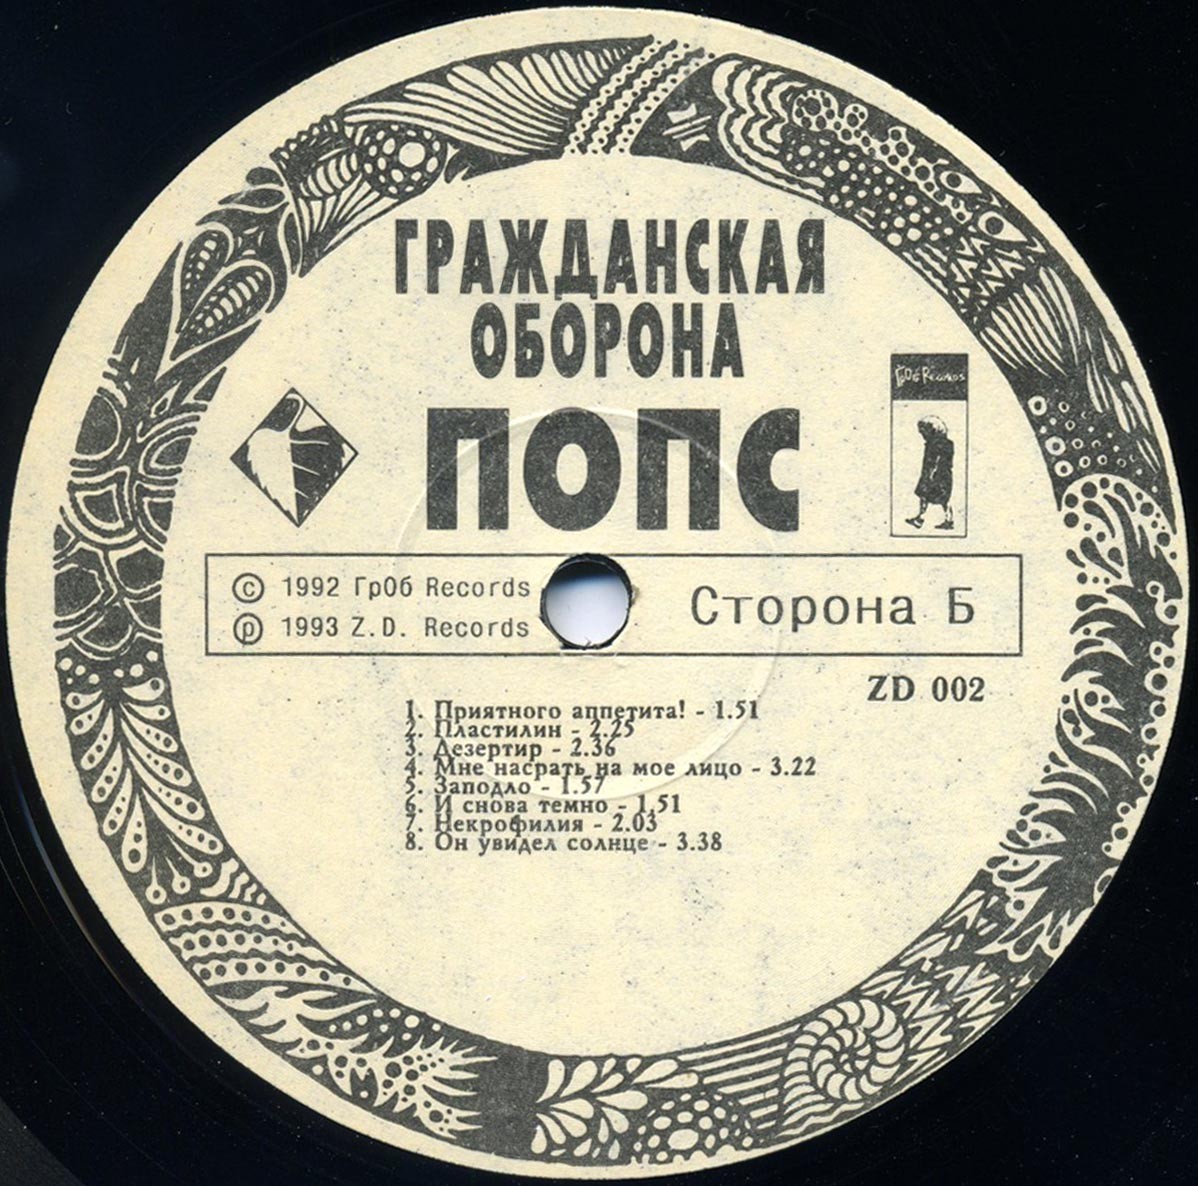 ГРАЖДАНСКАЯ
ОБОРОНА
ПОПС
ГрОб Records
© 1992 ГрОб Records
℗ 1993 Z.D. Records
Сторона Б
ZD 002
1. Приятного аппетита! - 1.51
2. Пластилин - 2.25
3. Дезертир - 2.36
4. Мне насрать на мое лицо - 3.22
5. Заподло - 1.57
6. И снова темно - 1.51
7. Некрофилия - 2.03
8. Он увидел солнце - 3.38